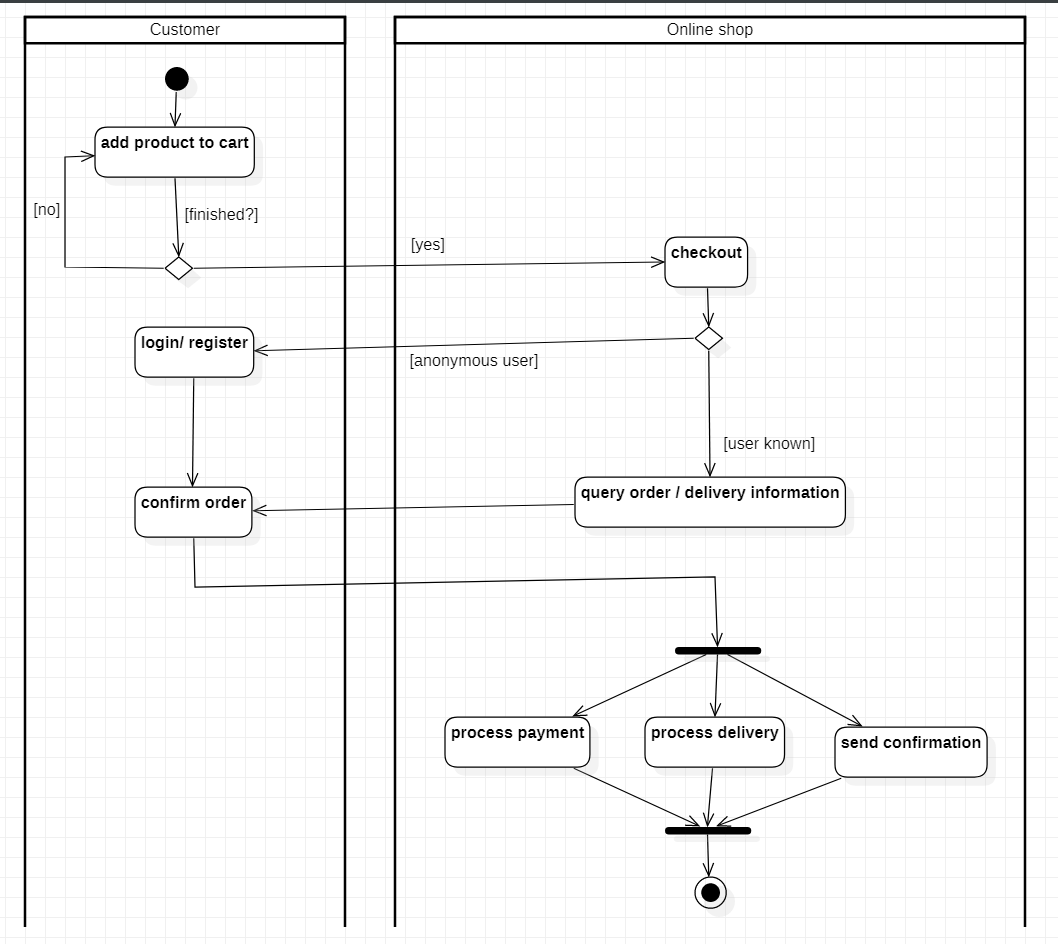 Customer
Online shop
add product to cart
[no]
[finished?]
[yes]
checkout
login/ register
[anonymous user]
[user known]
confirm order
query order / delivery information
process payment
process delivery
send confirmation